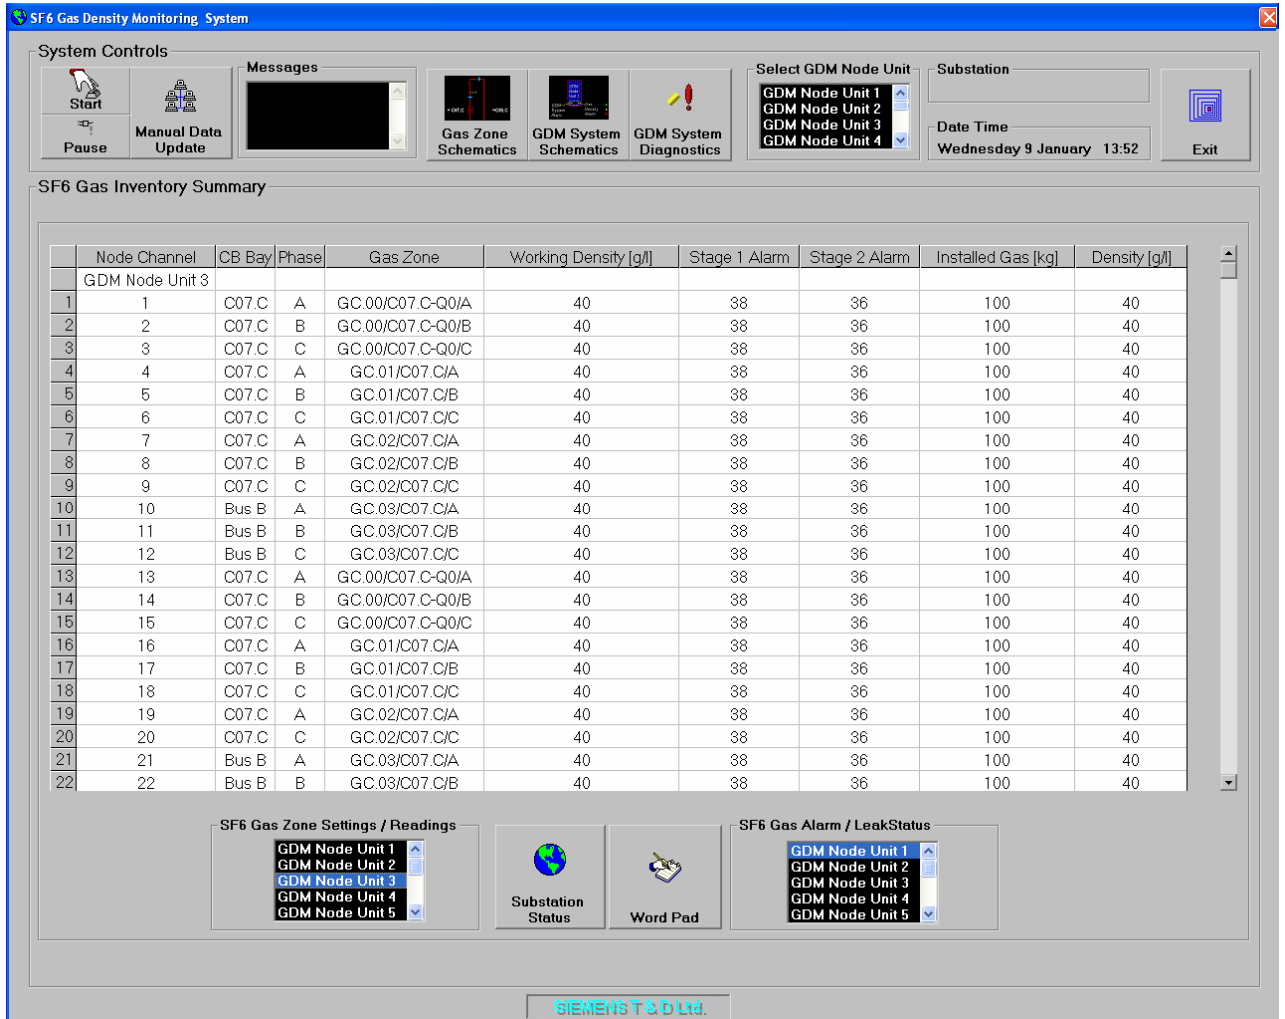 SF6 Gas Density Monitoring System
System Controls
Start
Pause
Manual Data Update
Messages
Gas Zone Schematics
GDM System Schematics
GDM System Diagnostics
Select GDM Node Unit
GDM Node Unit 1
GDM Node Unit 2
GDM Node Unit 3
GDM Node Unit 4
Substation
Date Time
Wednesday 9 January 13:52
Exit
SF6 Gas Inventory Summary
Node Channel CB Bay Phase Gas Zone Working Density [g/l] Stage 1 Alarm Stage 2 Alarm Installed Gas [kg] Density [g/l]
GDM Node Unit 3
1 1 C07.C A GC.00/C07.C-Q0/A 40 38 36 100 40
2 2 C07.C B GC.00/C07.C-Q0/B 40 38 36 100 40
3 3 C07.C C GC.00/C07.C-Q0/C 40 38 36 100 40
4 4 C07.C A GC.01/C07.C/A 40 38 36 100 40
5 5 C07.C B GC.01/C07.C/B 40 38 36 100 40
6 6 C07.C C GC.01/C07.C/C 40 38 36 100 40
7 7 C07.C A GC.02/C07.C/A 40 38 36 100 40
8 8 C07.C B GC.02/C07.C/B 40 38 36 100 40
9 9 C07.C C GC.02/C07.C/C 40 38 36 100 40
10 10 Bus B A GC.03/C07.C/A 40 38 36 100 40
11 11 Bus B B GC.03/C07.C/B 40 38 36 100 40
12 12 Bus B C GC.03/C07.C/C 40 38 36 100 40
13 13 C07.C A GC.00/C07.C-Q0/A 40 38 36 100 40
14 14 C07.C B GC.00/C07.C-Q0/B 40 38 36 100 40
15 15 C07.C C GC.00/C07.C-Q0/C 40 38 36 100 40
16 16 C07.C A GC.01/C07.C/A 40 38 36 100 40
17 17 C07.C B GC.01/C07.C/B 40 38 36 100 40
18 18 C07.C C GC.01/C07.C/C 40 38 36 100 40
19 19 C07.C A GC.02/C07.C/A 40 38 36 100 40
20 20 C07.C C GC.02/C07.C/C 40 38 36 100 40
21 21 Bus B A GC.03/C07.C/A 40 38 36 100 40
22 22 Bus B B GC.03/C07.C/B 40 38 36 100 40
SF6 Gas Zone Settings / Readings
GDM Node Unit 1
GDM Node Unit 2
GDM Node Unit 3
GDM Node Unit 4
GDM Node Unit 5
Substation Status
Word Pad
SF6 Gas Alarm / LeakStatus
GDM Node Unit 1
GDM Node Unit 2
GDM Node Unit 3
GDM Node Unit 4
GDM Node Unit 5
SIEMENS T & D Ltd.